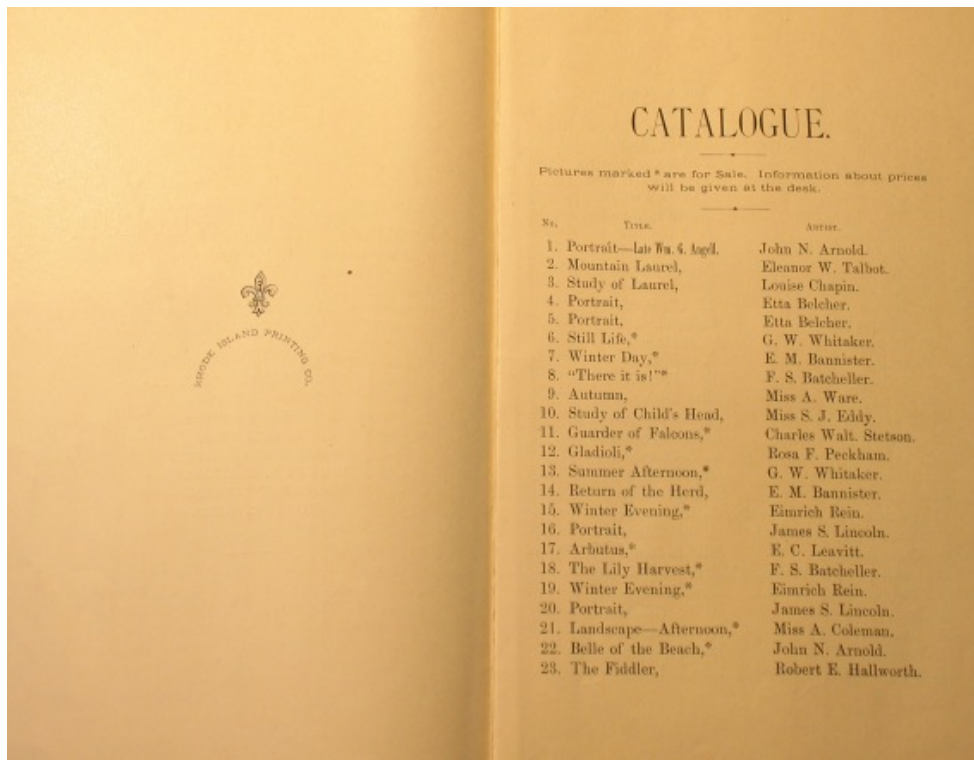 RHODE ISLAND PRINTING CO.
CATALOGUE.
Pictures marked * are for Sale. Information about prices
will be given at the desk.
No. TITLE. ARTIST.
1. Portrait—Late Wm. G. Angell. John N. Arnold.
2. Mountain Laurel, Eleanor W. Talbot.
3. Study of Laurel, Louise Chapin.
4. Portrait, Etta Belcher.
5. Portrait, Etta Belcher.
6. Still Life,* G. W. Whitaker.
7. Winter Day,* E. M. Bannister.
8. "There it is!"* F. S. Batcheller.
9. Autumn, Miss A. Ware.
10. Study of Child's Head, Miss S. J. Eddy.
11. Guarder of Falcons,* Charles Walt. Stetson.
12. Gladioli,* Rosa F. Peckham.
13. Summer Afternoon,* G. W. Whitaker.
14. Return of the Herd, E. M. Bannister.
15. Winter Evening,* Eimrich Rein.
16. Portrait, James S. Lincoln.
17. Arbutus,* E. C. Leavitt.
18. The Lily Harvest,* F. S. Batcheller.
19. Winter Evening,* Eimrich Rein.
20. Portrait, James S. Lincoln.
21. Landscape—Afternoon,* Miss A. Coleman.
22. Belle of the Beach,* John N. Arnold.
23. The Fiddler, Robert E. Hallworth.